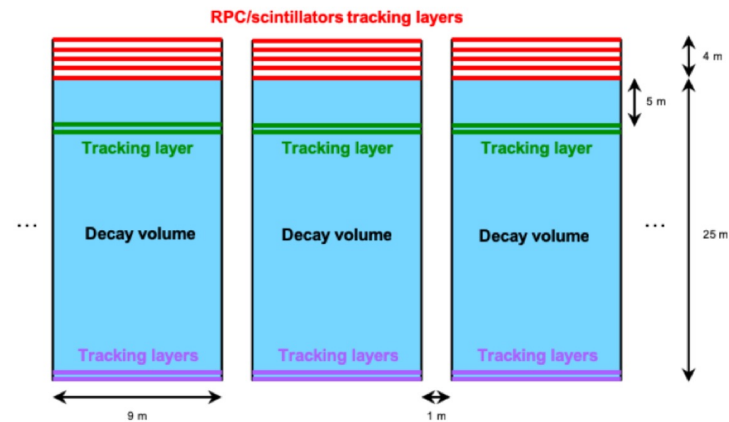 RPC/scintillators tracking layers
4 m
5 m
Tracking layer
Tracking layer
Tracking layer
...
Decay volume
Decay volume
Decay volume
...
25 m
Tracking layers
Tracking layers
Tracking layers
9 m
1 m